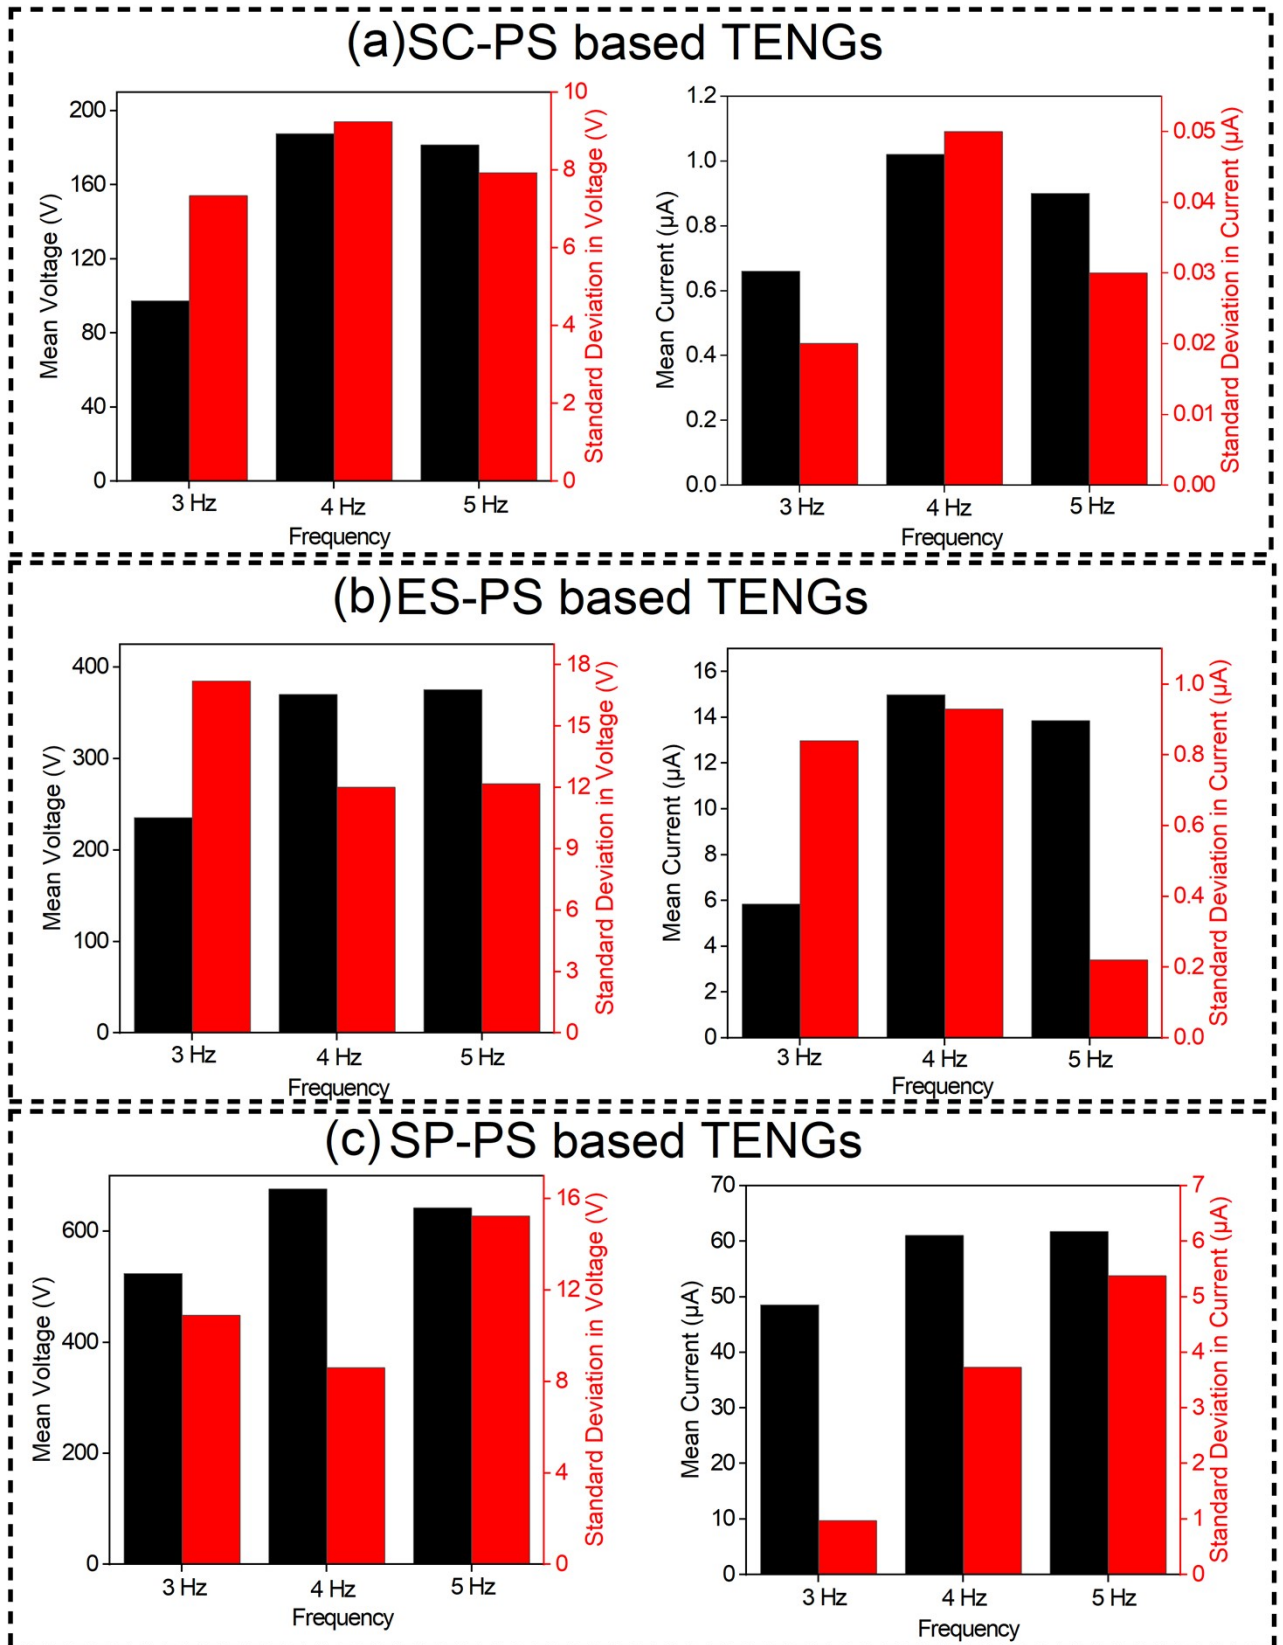 (a)SC-PS based TENGs
Mean Voltage (V)
200
160
120
80
40
0
10
8
6
4
2
0
Standard Deviation in Voltage (V)
3 Hz 4 Hz 5 Hz
Frequency
Mean Current (µA)
1.2
1.0
0.8
0.6
0.4
0.2
0.0
0.05
0.04
0.03
0.02
0.01
0.00
Standard Deviation in Current (µA)
3 Hz 4 Hz 5 Hz
Frequency
(b)ES-PS based TENGs
Mean Voltage (V)
400
300
200
100
0
18
15
12
9
6
3
0
Standard Deviation in Voltage (V)
3 Hz 4 Hz 5 Hz
Frequency
Mean Current (µA)
16
14
12
10
8
6
4
2
0
1.0
0.8
0.6
0.4
0.2
0.0
Standard Deviation in Current (µA)
3 Hz 4 Hz 5 Hz
Frequency
(c) SP-PS based TENGs
Mean Voltage (V)
600
400
200
0
16
12
8
4
0
Standard Deviation in Voltage (V)
3 Hz 4 Hz 5 Hz
Frequency
Mean Current (µA)
70
60
50
40
30
20
10
0
7
6
5
4
3
2
1
0
Standard Deviation in Current (µA)
3 Hz 4 Hz 5 Hz
Frequency